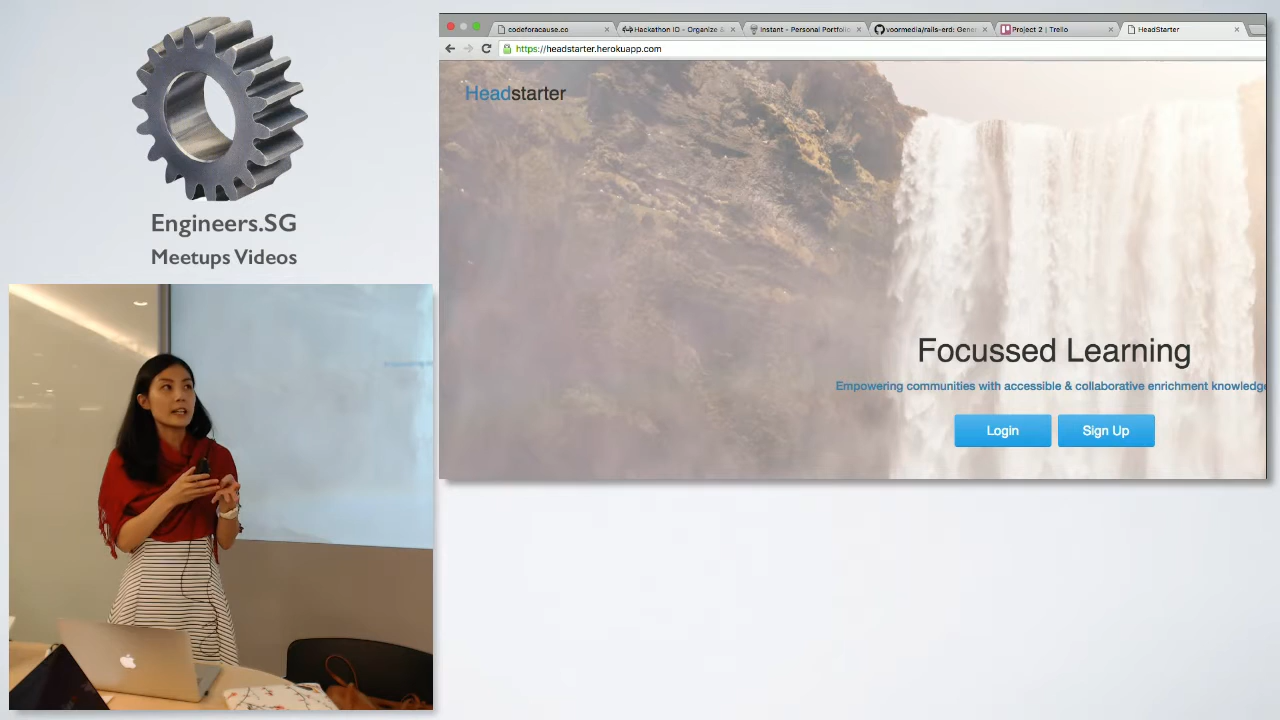 Engineers.SG
Meetups Videos
codeforacause.co
Hackathon ID - Organize &
Instant - Personal Portfolio
voormedia/rails-erd: Gener
Project 2 | Trello
HeadStarter
https://headstarter.herokuapp.com
Headstarter
Focussed Learning
Empowering communities with accessible & collaborative enrichment knowledge
Login
Sign Up